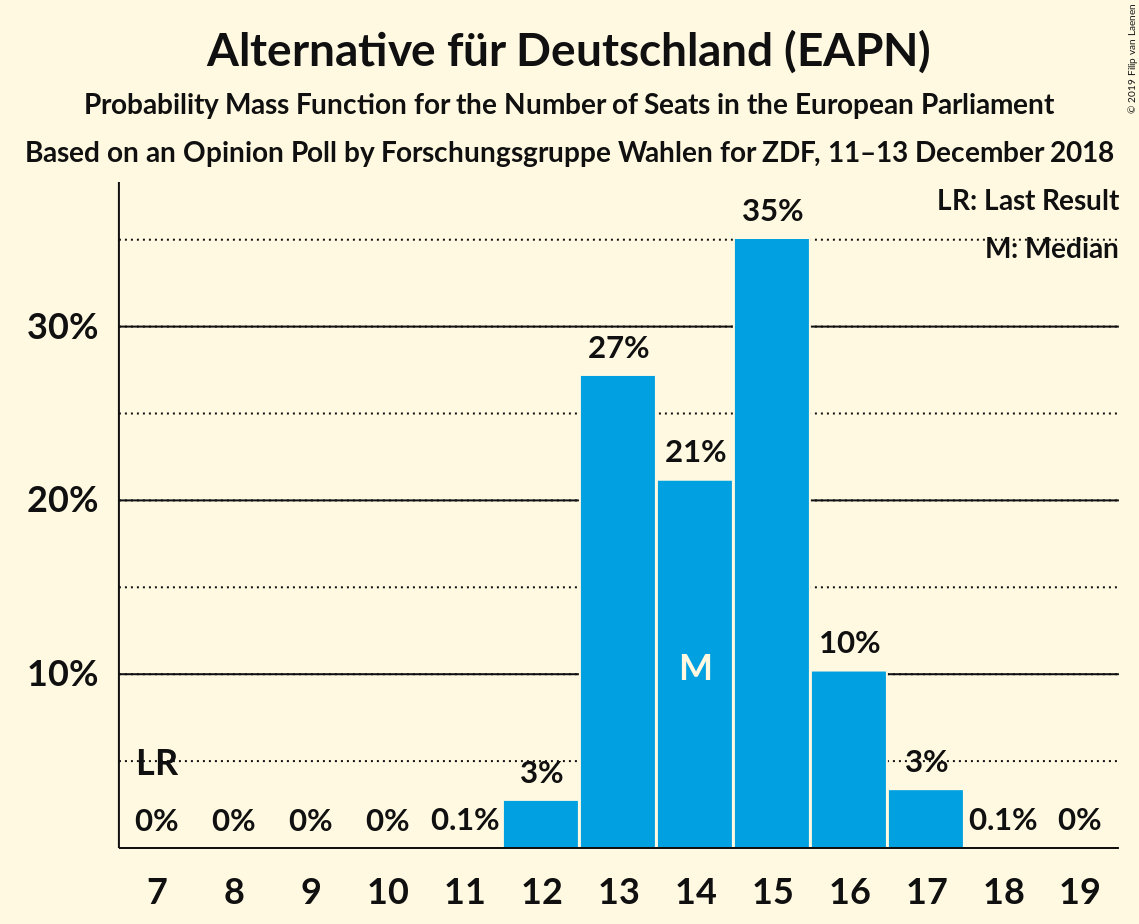 Alternative für Deutschland (EAPN)
Probability Mass Function for the Number of Seats in the European Parliament
Based on an Opinion Poll by Forschungsgruppe Wahlen for ZDF, 11–13 December 2018
© 2019 Filip van Laenen
LR: Last Result
M: Median
35%
30%
27%
21%
20%
10%
M
10%
LR
3%
3%
0% 0% 0% 0% 0.1% 0.1% 0%
7 8 9 10 11 12 13 14 15 16 17 18 19